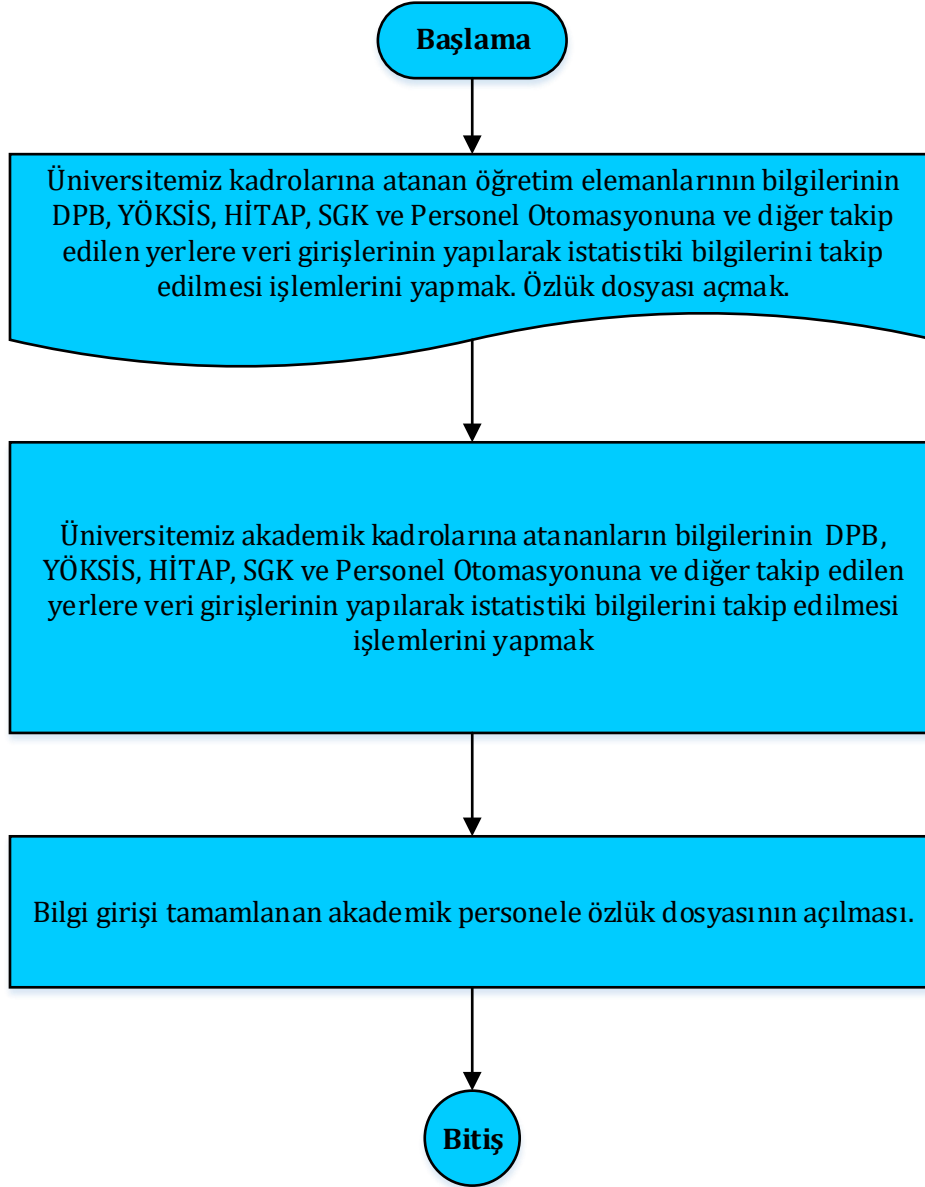 Başlama
Üniversitemiz kadrolarına atanan öğretim elemanlarının bilgilerinin
DPB, YÖKSİS, HİTAP, SGK ve Personel Otomasyonuna ve diğer takip
edilen yerlere veri girişlerinin yapılarak istatistiki bilgilerini takip
edilmesi işlemlerini yapmak. Özlük dosyası açmak.
Üniversitemiz akademik kadrolarına atananların bilgilerinin DPB,
YÖKSİS, HİTAP, SGK ve Personel Otomasyonuna ve diğer takip edilen
yerlere veri girişlerinin yapılarak istatistiki bilgilerini takip edilmesi
işlemlerini yapmak
Bilgi girişi tamamlanan akademik personele özlük dosyasının açılması.
Bitiş